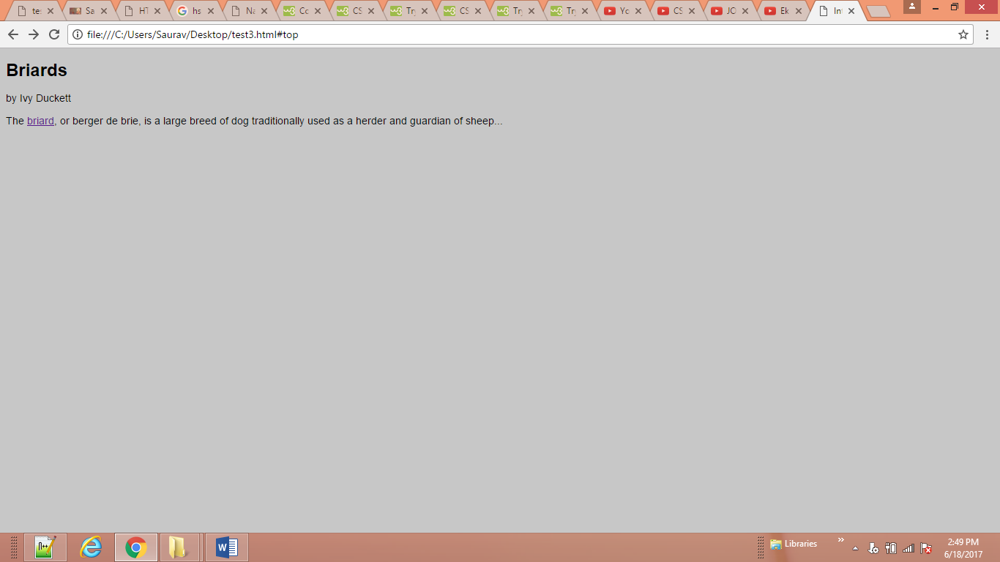 te: Sa HT hs Na Cc CS Tr CS Tr Tr Yo CS JO Ek Int
file:///C:/Users/Saurav/Desktop/test3.html#top
Briards
by Ivy Duckett
The briard, or berger de brie, is a large breed of dog traditionally used as a herder and guardian of sheep...
Libraries
2:49 PM
6/18/2017